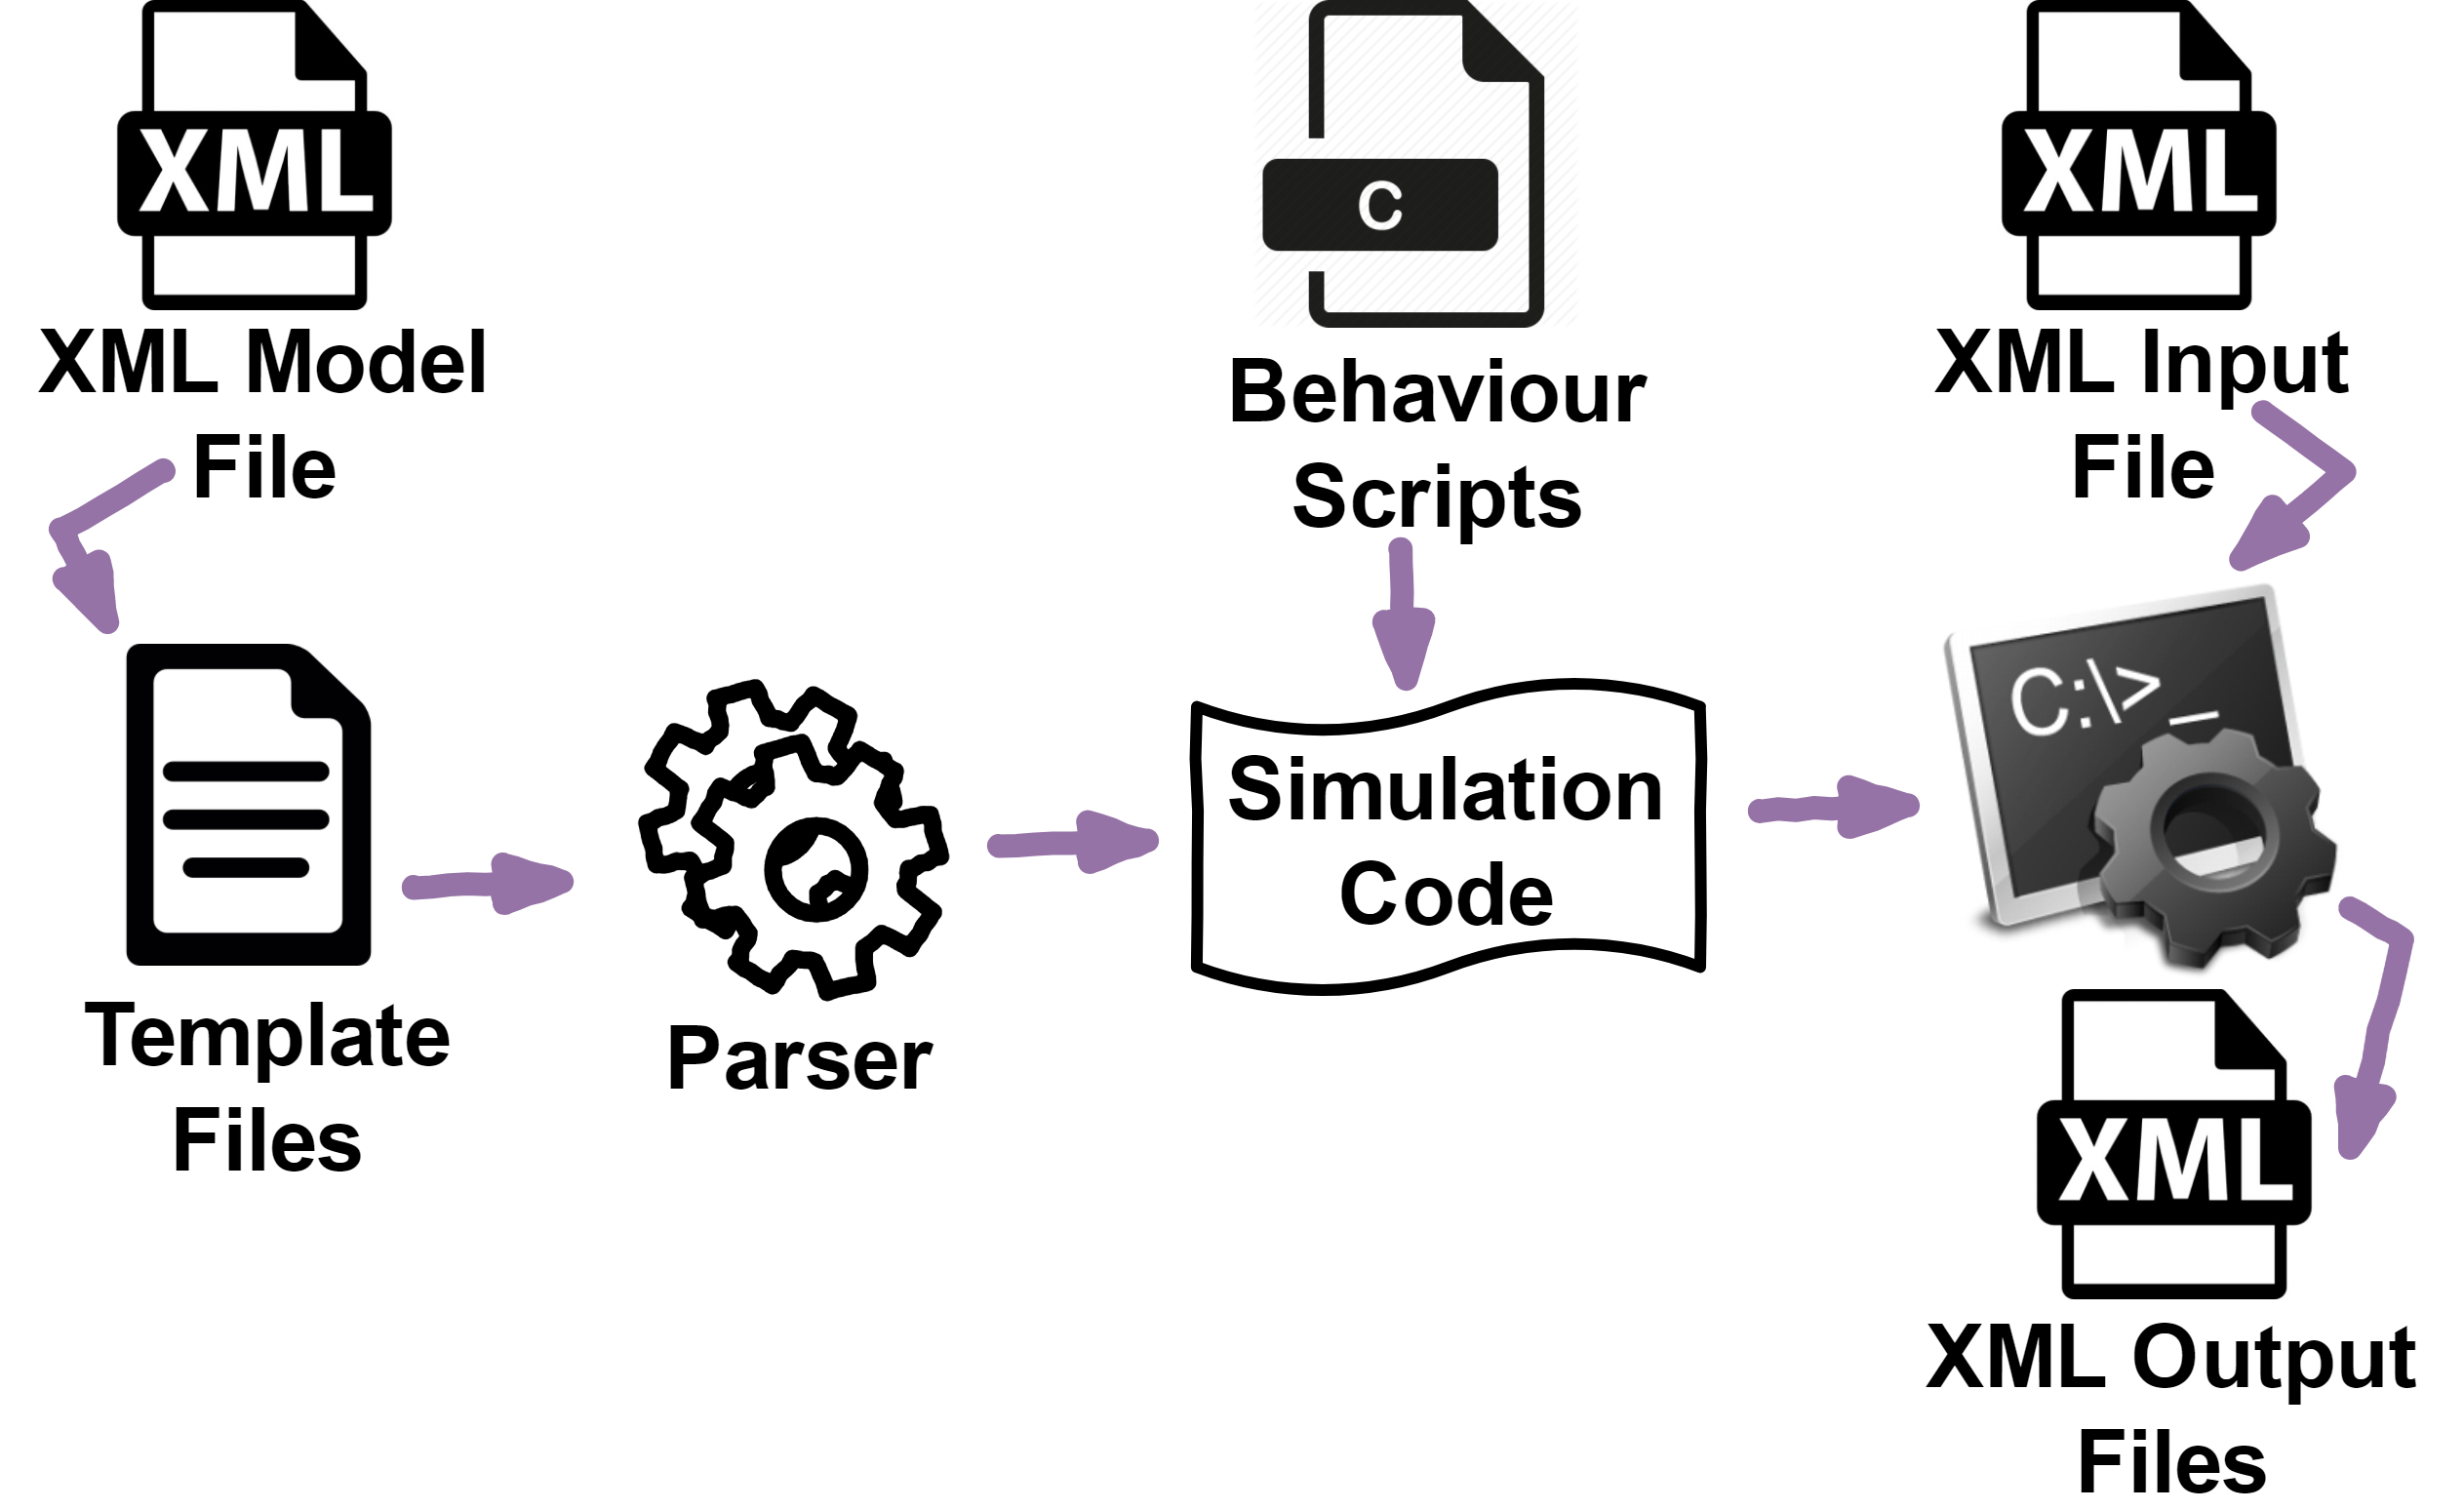 XML
XML Model
File
C
Behaviour
Scripts
XML
XML Input
File
Template
Files
Parser
Simulation
Code
C:\>_
XML
XML Output
Files